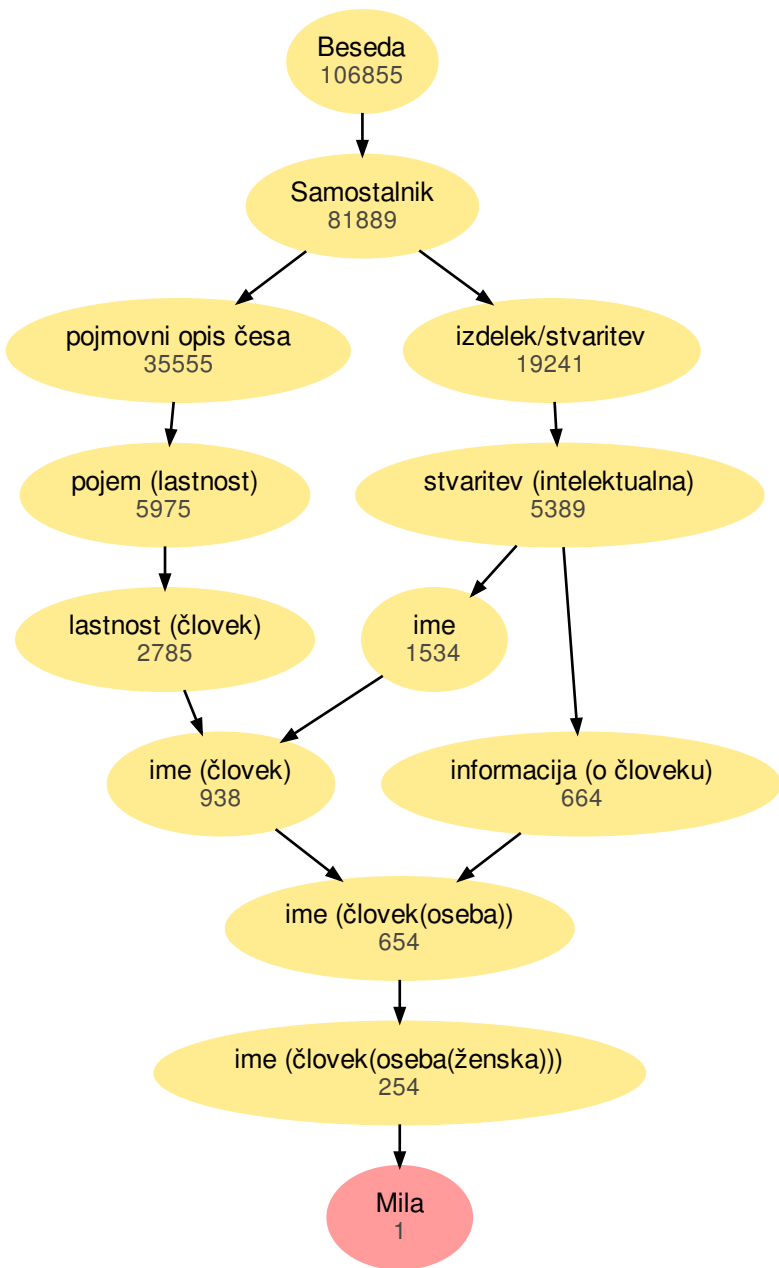 Beseda
106855
Samostalnik
81889
pojmovni opis česa
35555
izdelek/stvaritev
19241
pojem (lastnost)
5975
stvaritev (intelektualna)
5389
lastnost (človek)
2785
ime
1534
ime (človek)
938
informacija (o človeku)
664
ime (človek(oseba))
654
ime (človek(oseba(ženska)))
254
Mila
1